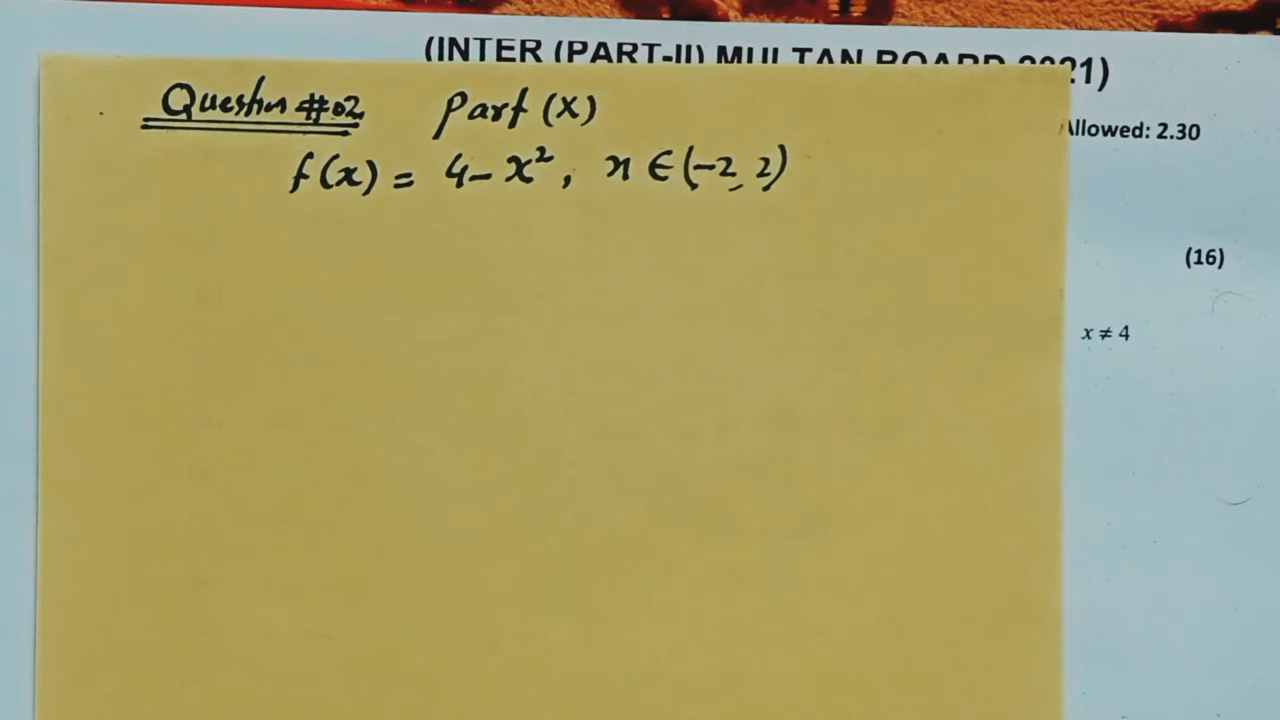 (INTER (PART-II) MULTAN BOARD 2021)
Allowed: 2.30
Question #02 Part (X)
f(x) = 4-x², x ∈ (-2, 2)
(16)
x ≠ 4